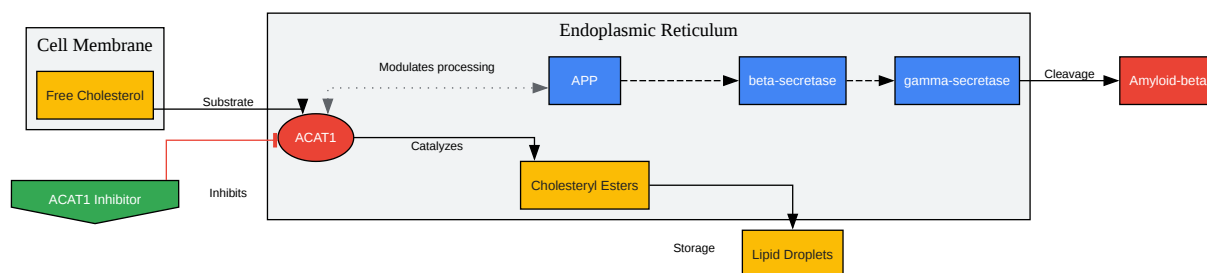 Endoplasmic Reticulum
Cell Membrane
Modulates processing
APP
beta-secretase
gamma-secretase
Cleavage
Amyloid-beta
Free Cholesterol
Substrate
ACAT1
Catalyzes
Cholesteryl Esters
ACAT1 Inhibitor
Inhibits
Storage
Lipid Droplets